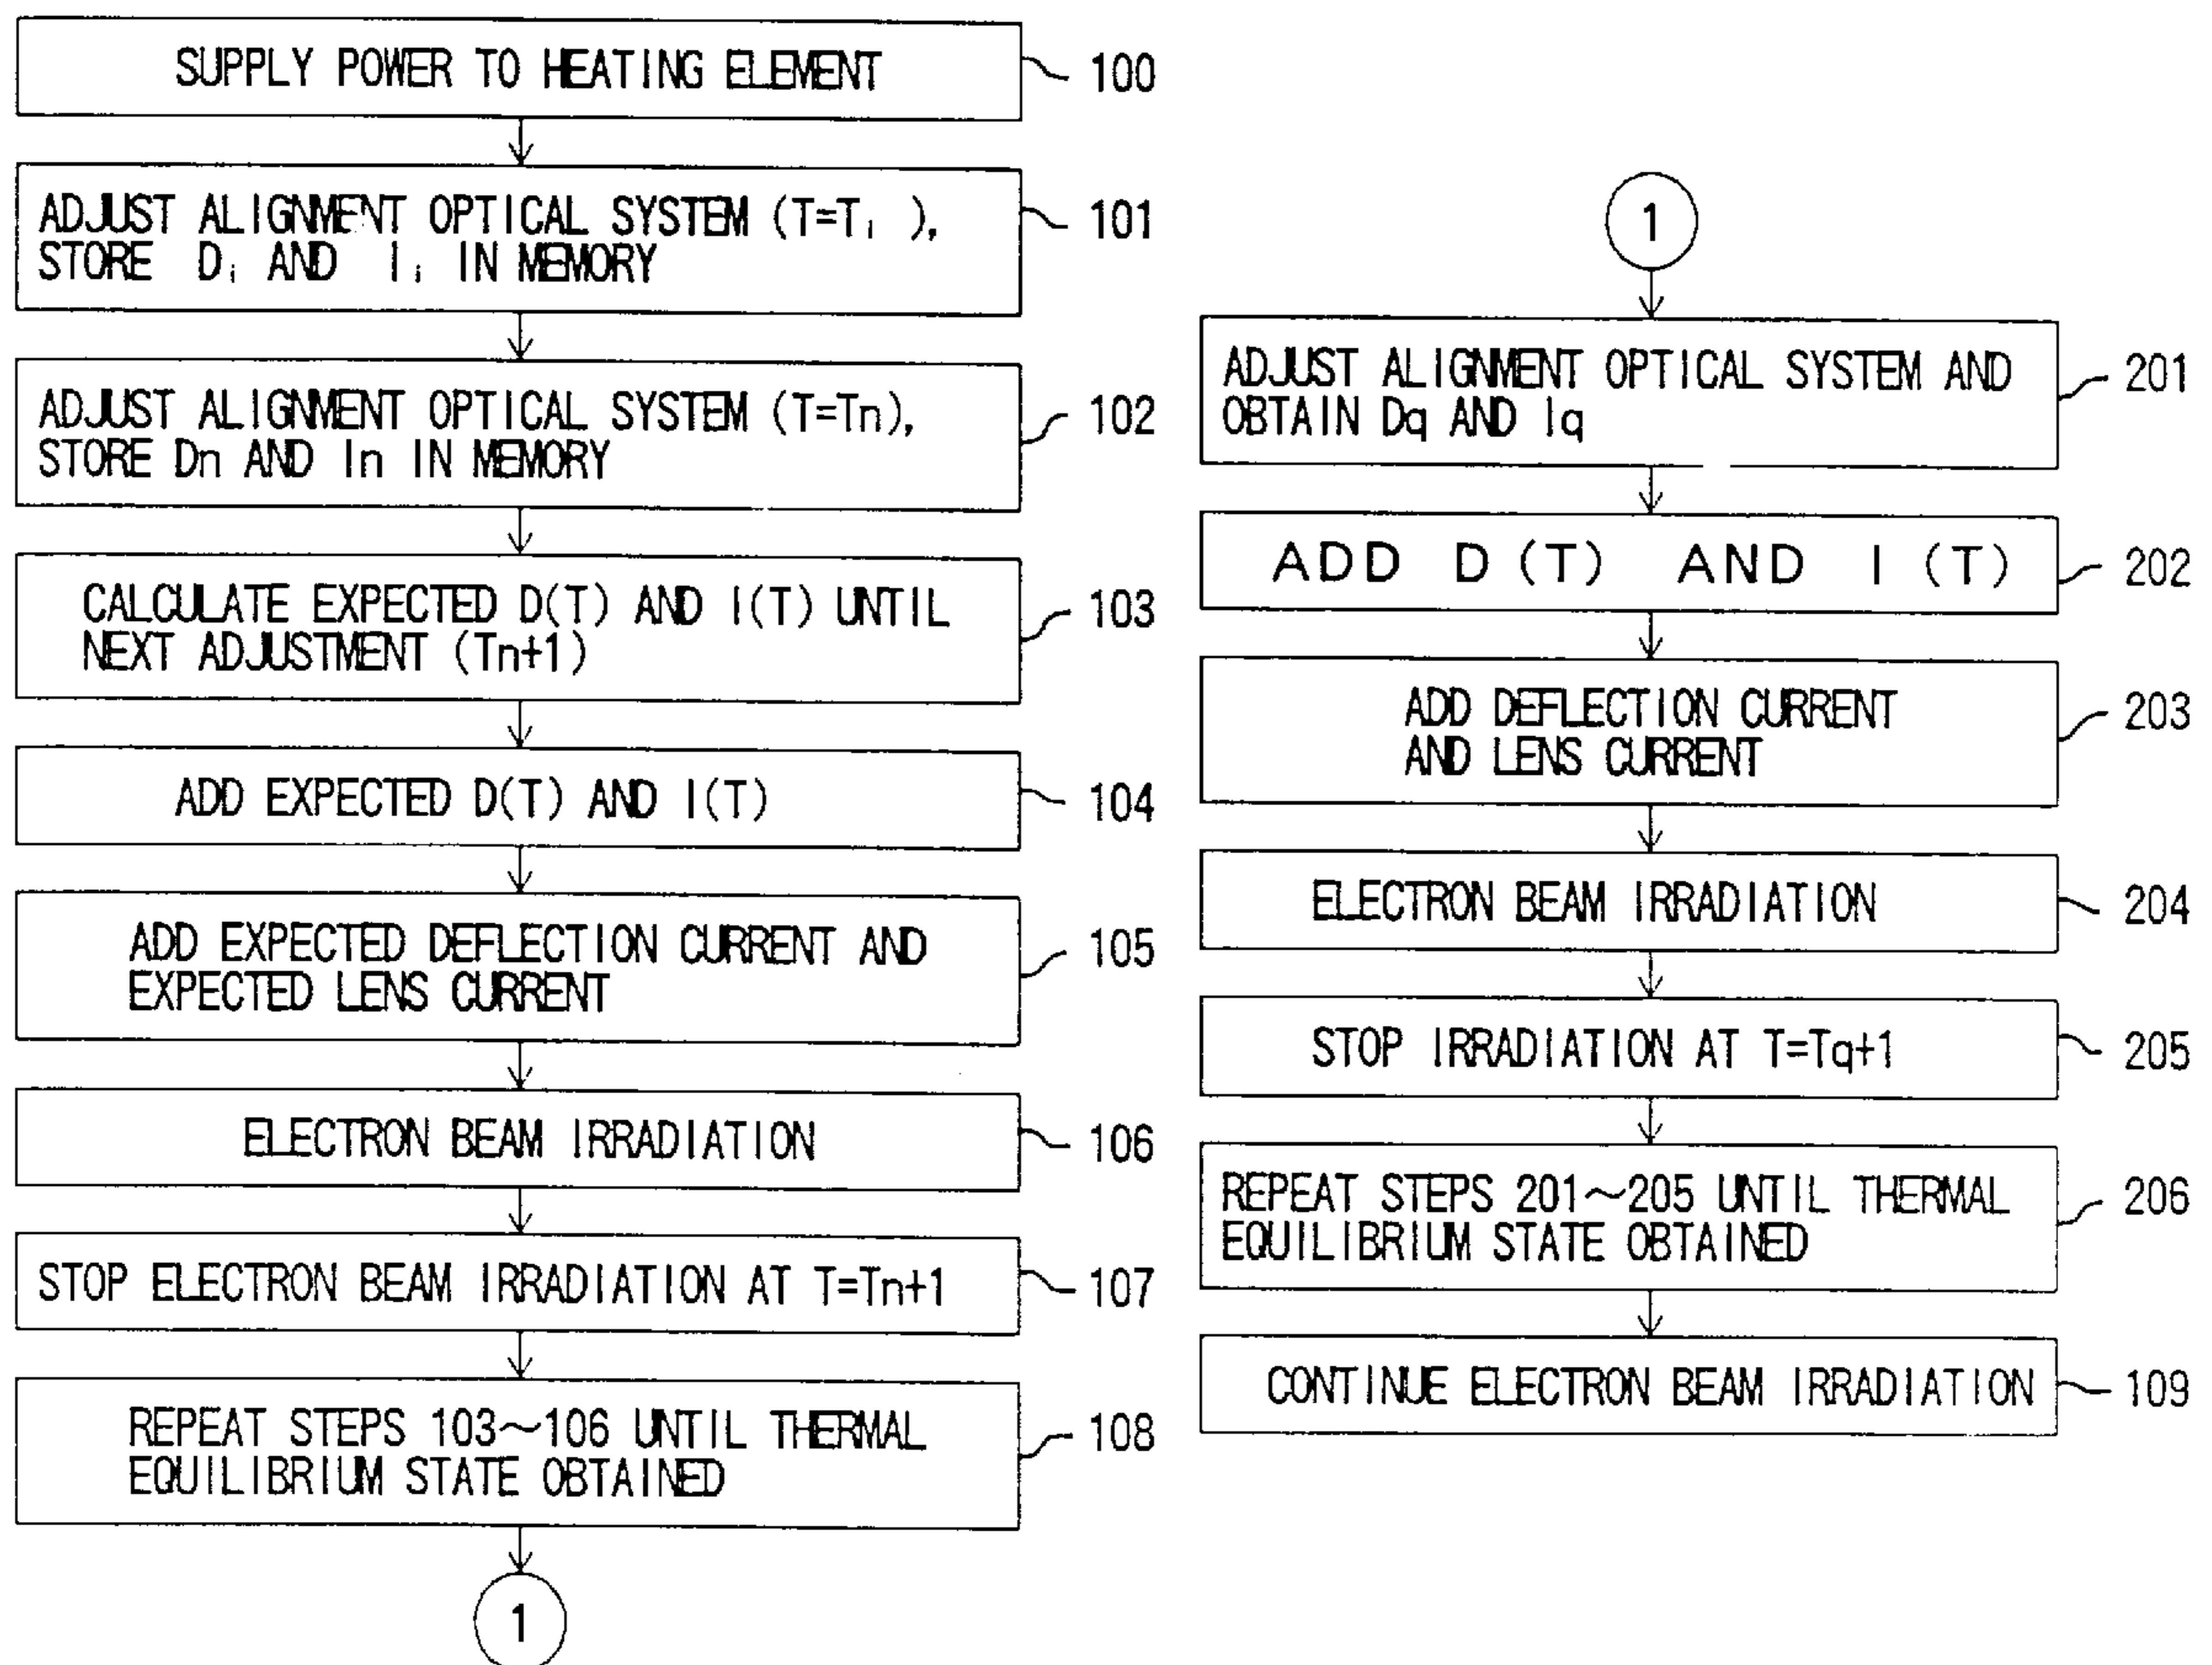 SUPPLY POWER TO HEATING ELEMENT
100
ADJUST ALIGNMENT OPTICAL SYSTEM (T=Ti ),
STORE Di AND Ii IN MEMORY
101
ADJUST ALIGNMENT OPTICAL SYSTEM (T=Tn),
STORE Dn AND In IN MEMORY
102
CALCULATE EXPECTED D(T) AND I(T) UNTIL
NEXT ADJUSTMENT (Tn+1)
103
ADD EXPECTED D(T) AND I(T)
104
ADD EXPECTED DEFLECTION CURRENT AND
EXPECTED LENS CURRENT
105
ELECTRON BEAM IRRADIATION
106
STOP ELECTRON BEAM IRRADIATION AT T=Tn+1
107
REPEAT STEPS 103~106 UNTIL THERMAL
EQUILIBRIUM STATE OBTAINED
108
1
1
ADJUST ALIGNMENT OPTICAL SYSTEM AND
OBTAIN Dq AND Iq
201
ADD D (T) AND I (T)
202
ADD DEFLECTION CURRENT
AND LENS CURRENT
203
ELECTRON BEAM IRRADIATION
204
STOP IRRADIATION AT T=Tq+1
205
REPEAT STEPS 201~205 UNTIL THERMAL
EQUILIBRIUM STATE OBTAINED
206
CONTINUE ELECTRON BEAM IRRADIATION
109